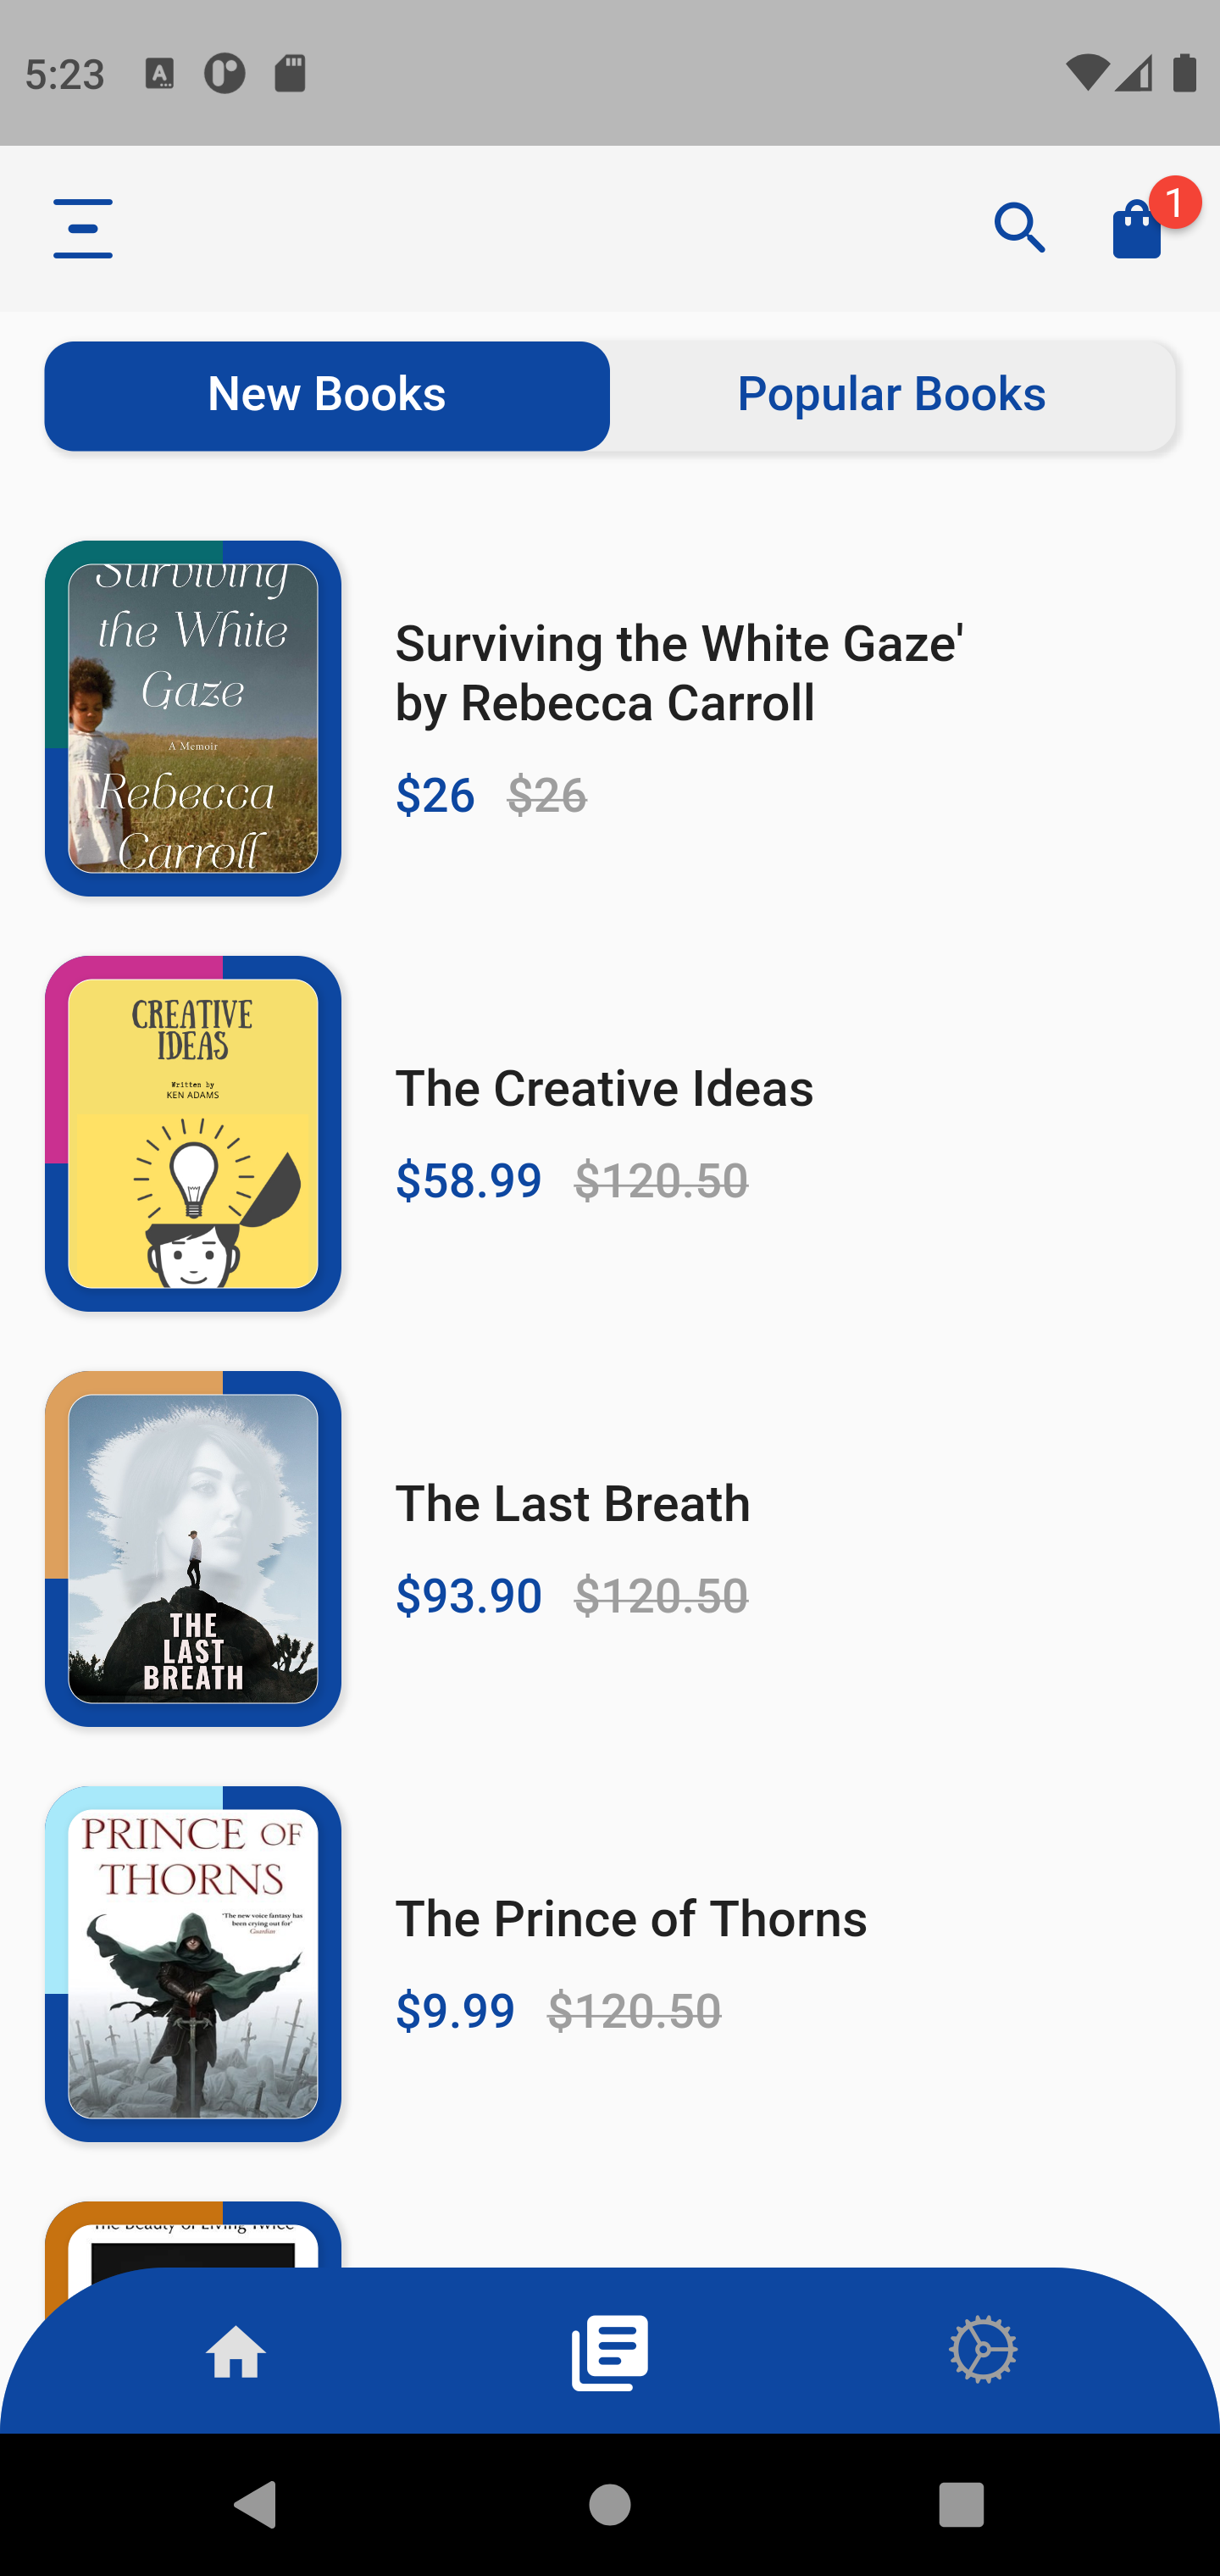 5:23
1
New Books
Popular Books
Surviving
the White
Gaze
A Memoir
Rebecca
Carroll
Surviving the White Gaze'
by Rebecca Carroll
$26 $26
CREATIVE
IDEAS
Written by
KEN ADAMS
The Creative Ideas
$58.99 $120.50
THE
LAST
BREATH
The Last Breath
$93.90 $120.50
PRINCE OF
THORNS
'The new voice fantasy has
been crying out for'
Guardian
The Prince of Thorns
$9.99 $120.50
The Beauty of Living Twice